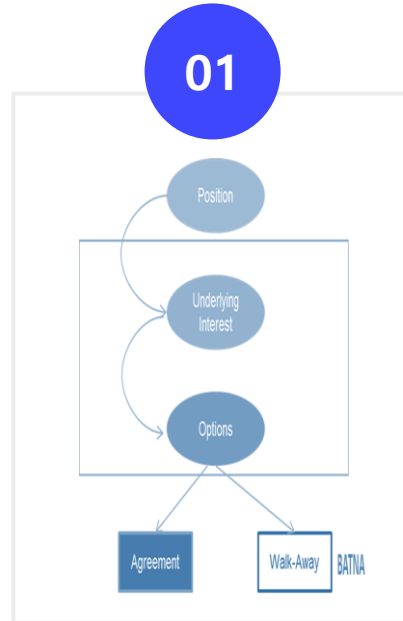 01
Position
Underlying
Interest
Options
Agreement
Walk-Away
BATNA